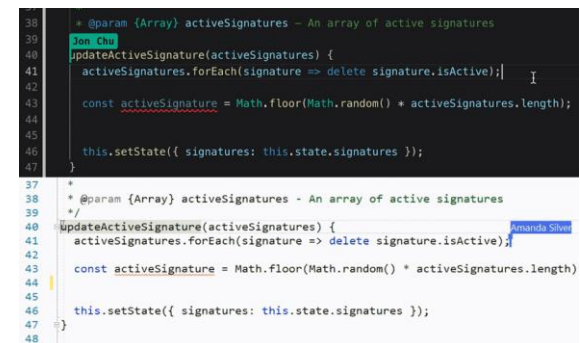 37 *
38 * @param {Array} activeSignatures – An array of active signatures
39 Jon Chu
40 updateActiveSignature(activeSignatures) {
41 activeSignatures.forEach(signature => delete signature.isActive);
42
43 const activeSignature = Math.floor(Math.random() * activeSignatures.length);
44
45
46 this.setState({ signatures: this.state.signatures });
47 }
37 *
38 * @param {Array} activeSignatures - An array of active signatures
39 */
40 updateActiveSignature(activeSignatures) { Amanda Silver
41 activeSignatures.forEach(signature => delete signature.isActive);
42
43 const activeSignature = Math.floor(Math.random() * activeSignatures.length)
44
45
46 this.setState({ signatures: this.state.signatures });
47 }
48